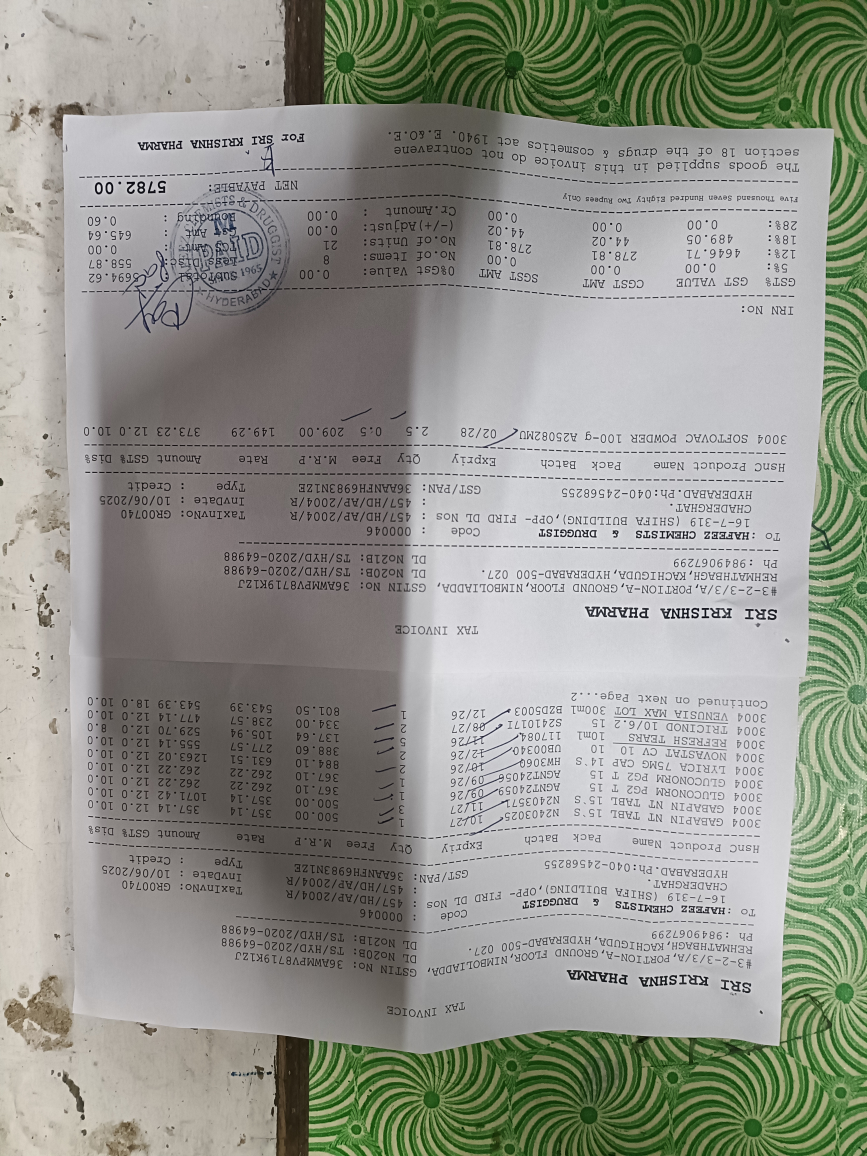 TAX INVOICE
SRI KRISHNA PHARMA
#3-2-3/3/A, PORTION-A, GROUND FLOOR, NIMBOLIADDA, GSTIN No: 36AWMPV8719K1ZJ
REHMATHBAGH, KACHIGUDA, HYDERABAD-500 027. DL No20B: TS/HYD/2020-64988
Ph :9849067299 DL No21B: TS/HYD/2020-64988
To :HAFEEZ CHEMISTS & DRUGGIST Code : 000046
16-7-319 (SHIFA BUILDING),OPP- FIRD DL Nos : 457/HD/AP/2004/R TaxInvNo: GR00740
CHADERGHAT. : 457/HD/AP/2004/R InvDate : 10/06/2025
HYDERABAD.Ph:040-24568255 GST/PAN: 36AANFH6983N1ZE Type : Credit
HsnC Product Name Pack Batch Expriy Qty Free M.R.P Rate Amount GST% Dis%
3004 GABAPIN NT TABL 15`S N2403025 10/27 1 500.00 357.14 357.14 12.0 10.0
3004 GABAPIN NT TABL 15`S N2403571 11/27 3 500.00 357.14 1071.42 12.0 10.0
3004 GLUCONORM PG2 T 15 AGNT24059 09/26 1 367.10 262.22 262.22 12.0 10.0
3004 GLUCONORM PG2 T 15 AGNT24056 09/26 1 367.10 262.22 262.22 12.0 10.0
3004 LYRICA 75MG CAP 14`S HM3960 10/26 2 884.10 631.51 1263.02 12.0 10.0
3004 NOVASTAT CV 10 10 UB00340 12/26 2 388.60 277.57 555.14 12.0 10.0
3004 REFRESH TEARS 10ml 117084 11/26 5 137.64 105.94 529.70 12.0 8.0
3004 TRICINOD 10/6.2 15 S24101 08/27 2 334.00 238.57 477.14 12.0 10.0
3004 VENUSIA MAX LOT 300ml BZD5003 12/26 1 801.50 543.39 543.39 18.0 10.0
Continued on Next Page...2
TAX INVOICE
SRI KRISHNA PHARMA
#3-2-3/3/A, PORTION-A, GROUND FLOOR, NIMBOLIADDA, GSTIN No: 36AWMPV8719K1ZJ
REHMATHBAGH, KACHIGUDA, HYDERABAD-500 027. DL No20B: TS/HYD/2020-64988
Ph :9849067299 DL No21B: TS/HYD/2020-64988
To :HAFEEZ CHEMISTS & DRUGGIST Code : 000046
16-7-319 (SHIFA BUILDING),OPP- FIRD DL Nos : 457/HD/AP/2004/R TaxInvNo: GR00740
CHADERGHAT. : 457/HD/AP/2004/R InvDate : 10/06/2025
HYDERABAD.Ph:040-24568255 GST/PAN: 36AANFH6983N1ZE Type : Credit
HsnC Product Name Pack Batch Expriy Qty Free M.R.P Rate Amount GST% Dis%
3004 SOFTOVAC POWDER 100-g A25082MU 02/28 2.5 0.5 209.00 149.29 373.23 12.0 10.0
IRN No:
GST% GST VALUE CGST AMT SGST AMT 0%Gst Value: 0.00 SubTotal 5694.62
5%: 0.00 0.00 0.00 No.of Items: 8 Less Disc: 558.87
12%: 4646.71 278.81 278.81 No.of Units: 21 TCS Amt : 0.00
18%: 489.05 44.02 44.02 (-/+)Adjst: 0.00 Gst Amt : 645.64
28%: 0.00 0.00 0.00 Cr.Amount : 0.00 Rounding : 0.60
Five Thousand Seven Hundred Eighty Two Rupees Only NET PAYABLE: 5782.00
The goods supplied in this invoice do not contravene
section 18 of the drugs & cosmetics act 1940. E.&O.E. For SRI KRISHNA PHARMA
& DRUGGIST
1965
HYDERABAD